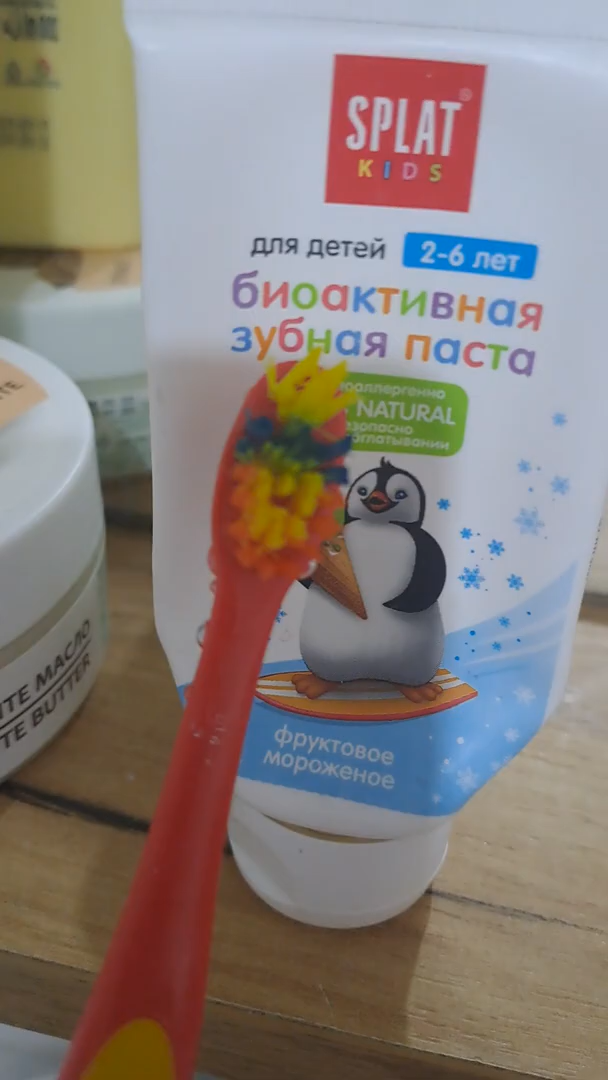 SPLAT
KIDS
для детей 2-6 лет
биоактивная
зубная паста
NATURAL
фруктовое
мороженое
МАСЛО
BUTTER